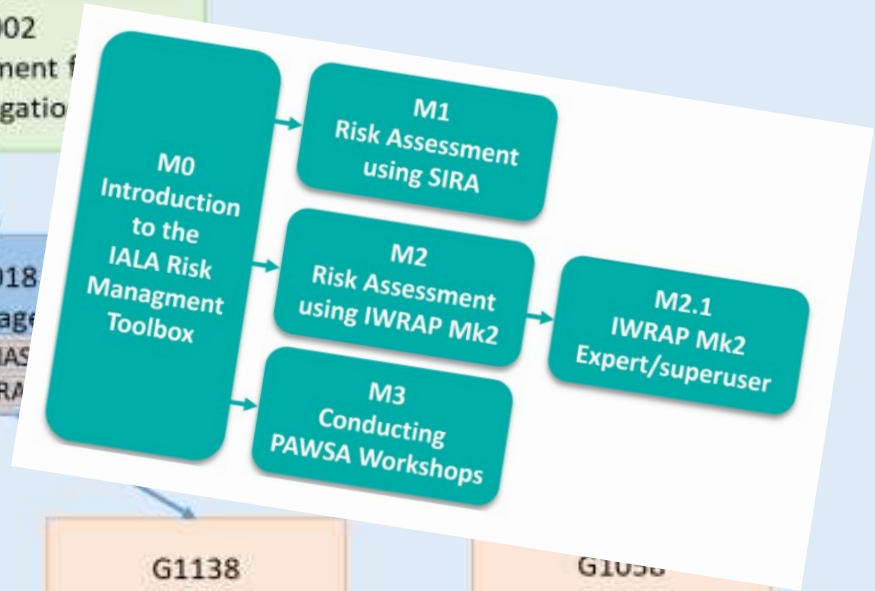 M0
Introduction
to the
IALA Risk
Managment
Toolbox
M1
Risk Assessment
using SIRA
M2
Risk Assessment
using IWRAP Mk2
M2.1
IWRAP Mk2
Expert/superuser
M3
Conducting
PAWSA Workshops
G1138